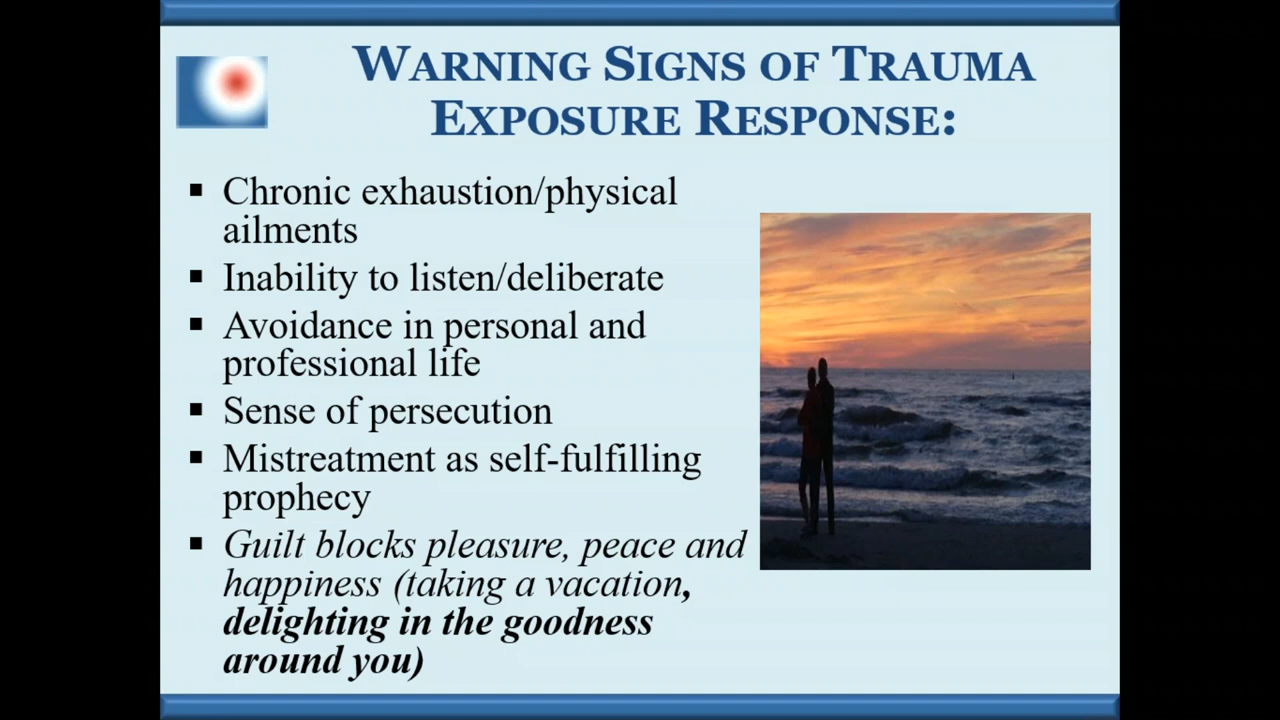 WARNING SIGNS OF TRAUMA
EXPOSURE RESPONSE:
▪ Chronic exhaustion/physical
ailments
▪ Inability to listen/deliberate
▪ Avoidance in personal and
professional life
▪ Sense of persecution
▪ Mistreatment as self-fulfilling
prophecy
▪ Guilt blocks pleasure, peace and
happiness (taking a vacation,
delighting in the goodness
around you)